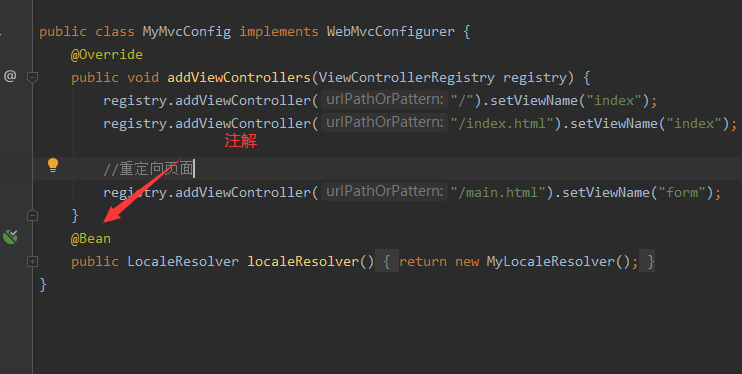 public class MyMvcConfig implements WebMvcConfigurer {
@Override
@ public void addViewControllers(ViewControllerRegistry registry) {
registry.addViewController( urlPathOrPattern: "/").setViewName("index");
registry.addViewController( urlPathOrPattern: "/index.html").setViewName("index");
注解
//重定向页面
registry.addViewController( urlPathOrPattern: "/main.html").setViewName("form");
}
@Bean
public LocaleResolver localeResolver() { return new MyLocaleResolver(); }
}